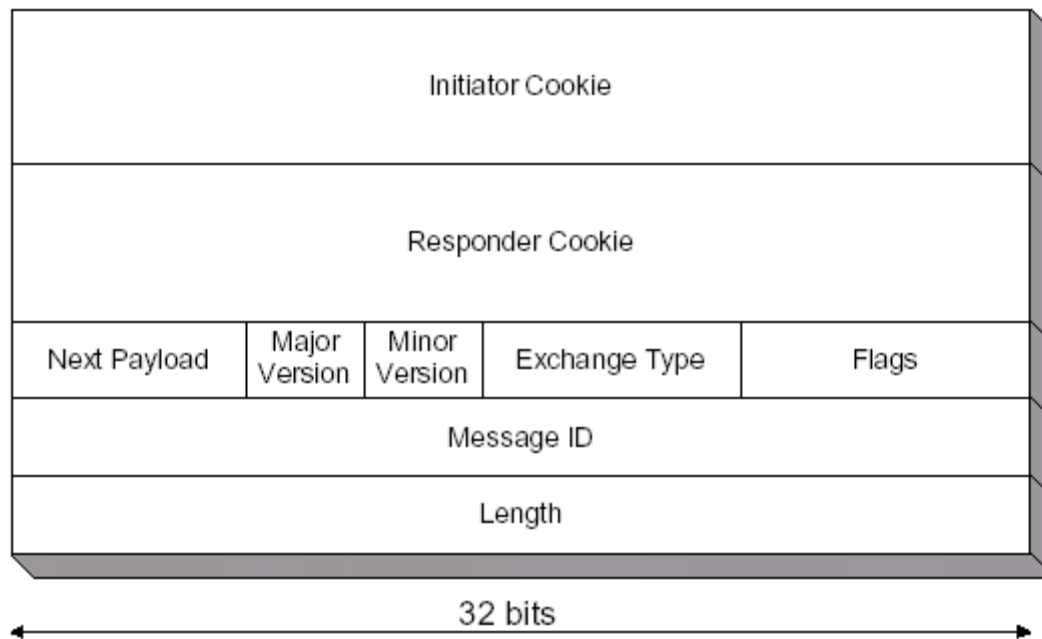 Initiator Cookie
Responder Cookie
Next Payload
Major
Version
Minor
Version
Exchange Type
Flags
Message ID
Length
32 bits